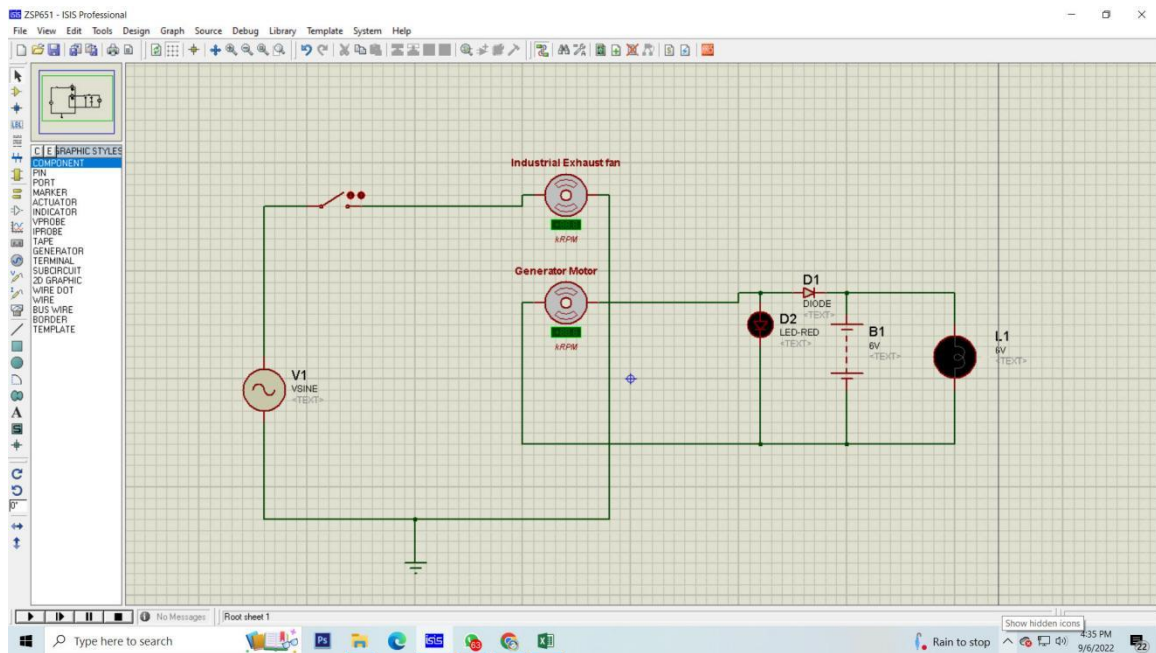 ZSP651 - ISIS Professional
File View Edit Tools Design Graph Source Debug Library Template System Help
C E GRAPHIC STYLES
COMPONENT
PIN
PORT
MARKER
ACTUATOR
INDICATOR
VPROBE
IPROBE
TAPE
GENERATOR
TERMINAL
SUBCIRCUIT
2D GRAPHIC
WIRE DOT
WIRE
BUS WIRE
BORDER
TEMPLATE
Industrial Exhaust fan
kRPM
Generator Motor
kRPM
V1
VSINE
<TEXT>
D1
DIODE
<TEXT>
D2
LED-RED
<TEXT>
B1
6V
<TEXT>
L1
6V
<TEXT>
No Messages
Root sheet 1
Show hidden icons
Type here to search
Rain to stop
4:35 PM
9/6/2022